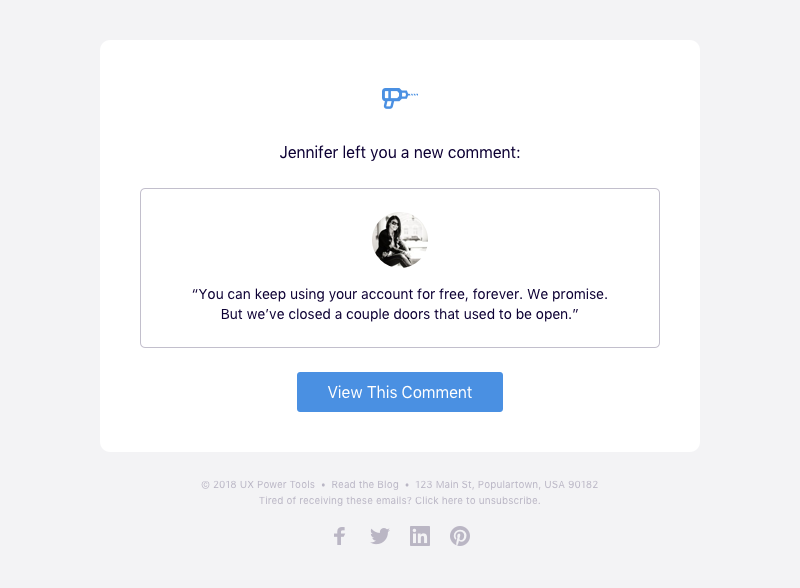 Jennifer left you a new comment:
“You can keep using your account for free, forever. We promise.
But we’ve closed a couple doors that used to be open.”
View This Comment
© 2018 UX Power Tools • Read the Blog • 123 Main St, Populartown, USA 90182
Tired of receiving these emails? Click here to unsubscribe.